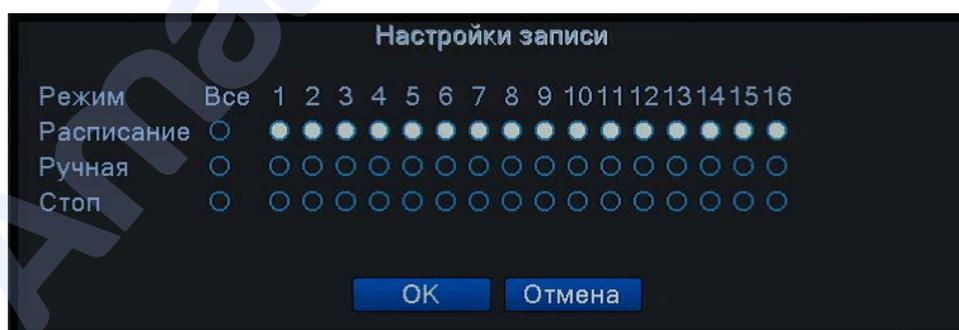 Настройки записи
Режим Все 1 2 3 4 5 6 7 8 9 10 11 12 13 14 15 16
Расписание
Ручная
Стоп
OK Отмена